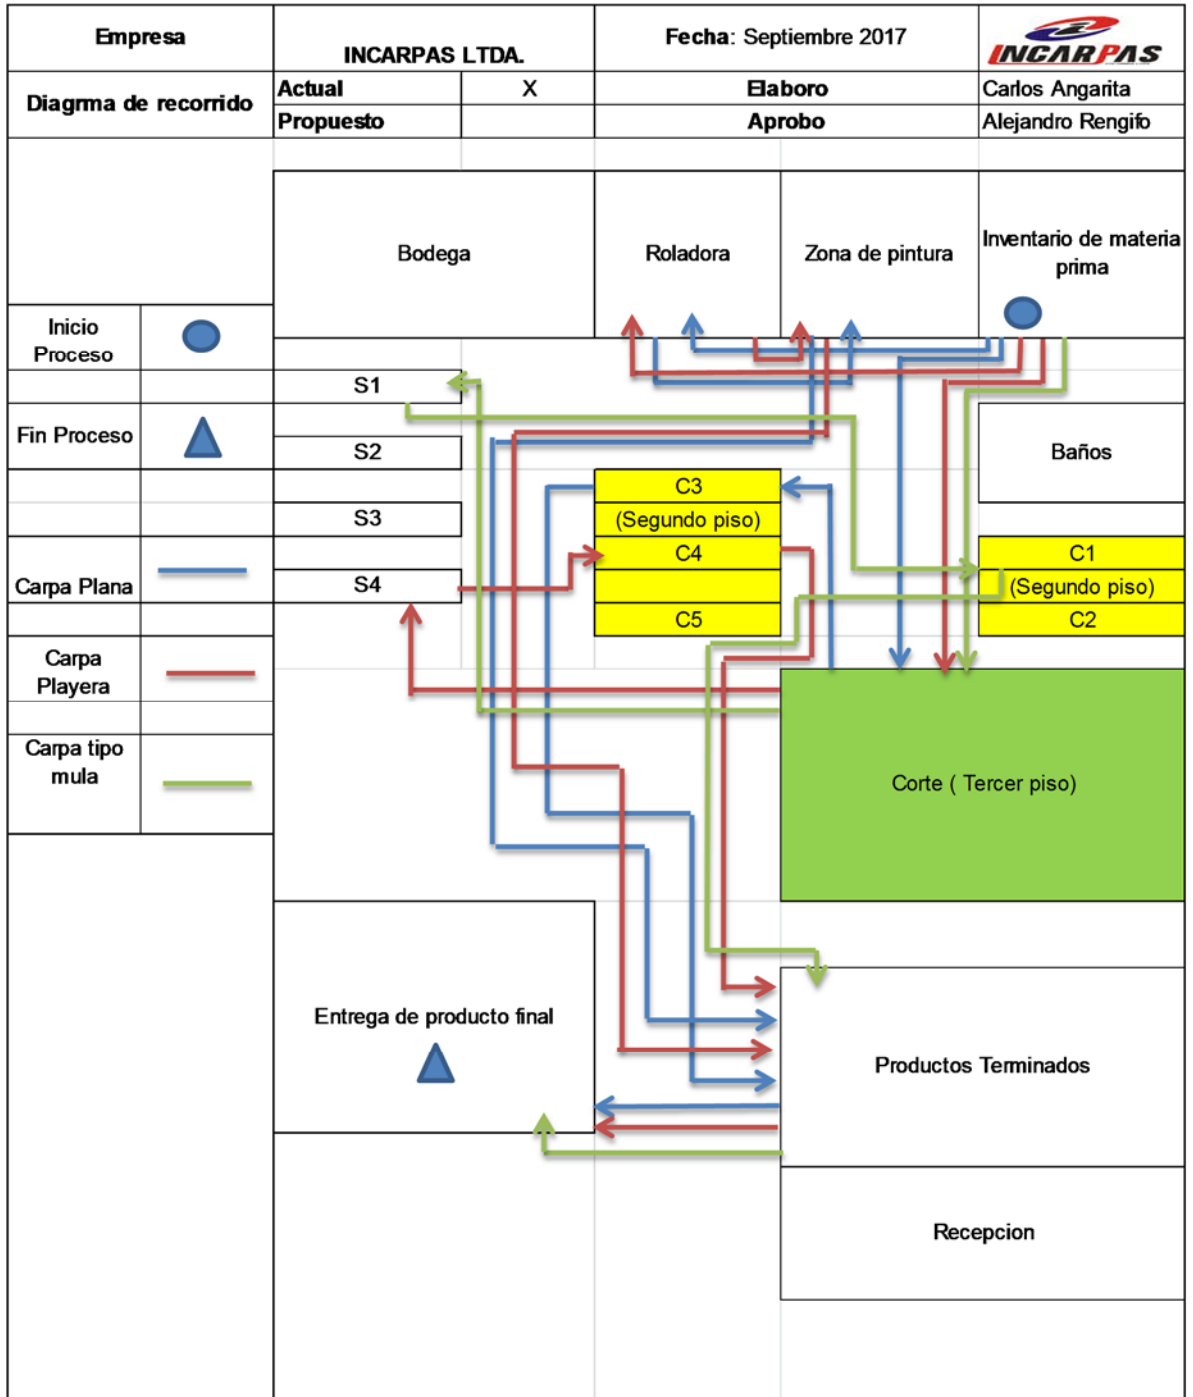 Empresa
INCARPAS LTDA.
Fecha: Septiembre 2017
INCARPAS
Diagrma de recorrido
Actual
X
Elaboro
Carlos Angarita
Propuesto
Aprobo
Alejandro Rengifo
Bodega
Roladora
Zona de pintura
Inventario de materia
prima
Inicio
Proceso
S1
Fin Proceso
S2
Baños
C3
S3
(Segundo piso)
C4
C1
Carpa Plana
S4
(Segundo piso)
C5
C2
Carpa
Playera
Carpa tipo
mula
Corte ( Tercer piso)
Entrega de producto final
Productos Terminados
Recepcion